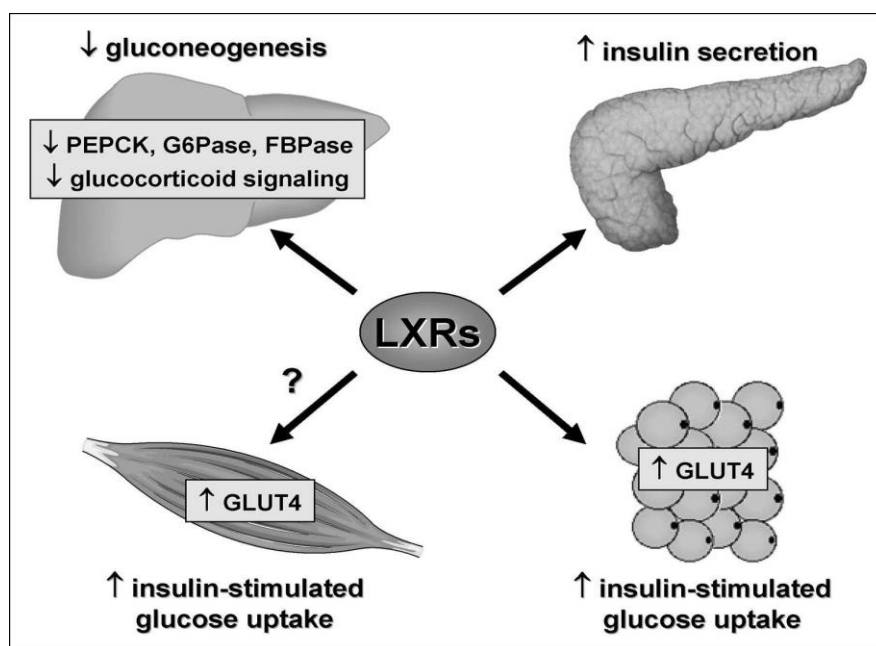 ↓ gluconeogenesis
↑ insulin secretion
↓ PEPCK, G6Pase, FBPase
↓ glucocorticoid signaling
LXRs
?
↑ GLUT4
↑ GLUT4
↑ insulin-stimulated
glucose uptake
↑ insulin-stimulated
glucose uptake